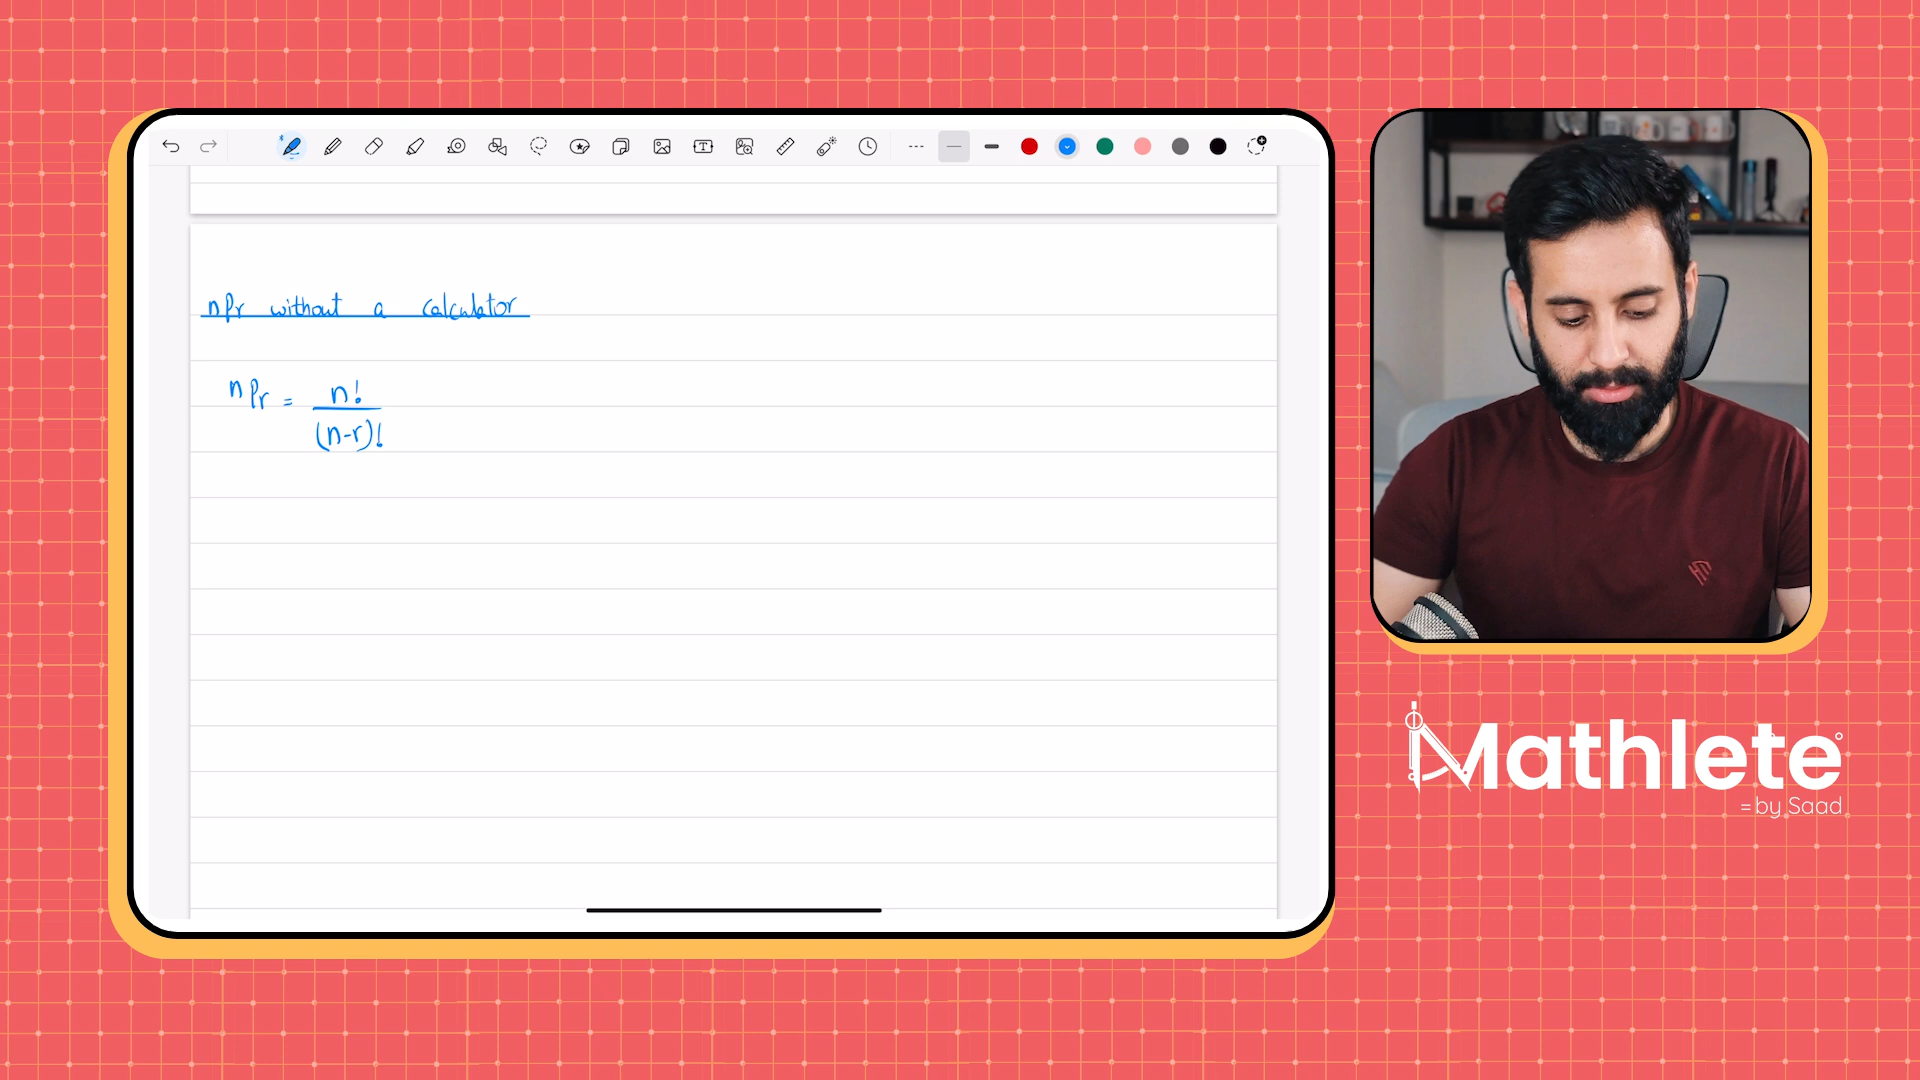 nPr without a calculator
nPr = n!
(n-r)!
Mathlete
= by Saad